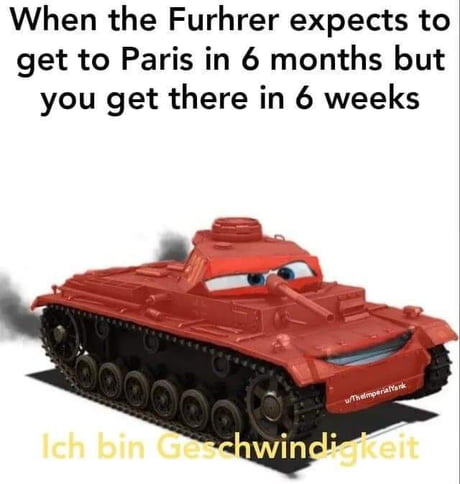 When the Furhrer expects to
get to Paris in 6 months but
you get there in 6 weeks
u/TheImperialYank
Ich bin Geschwindigkeit